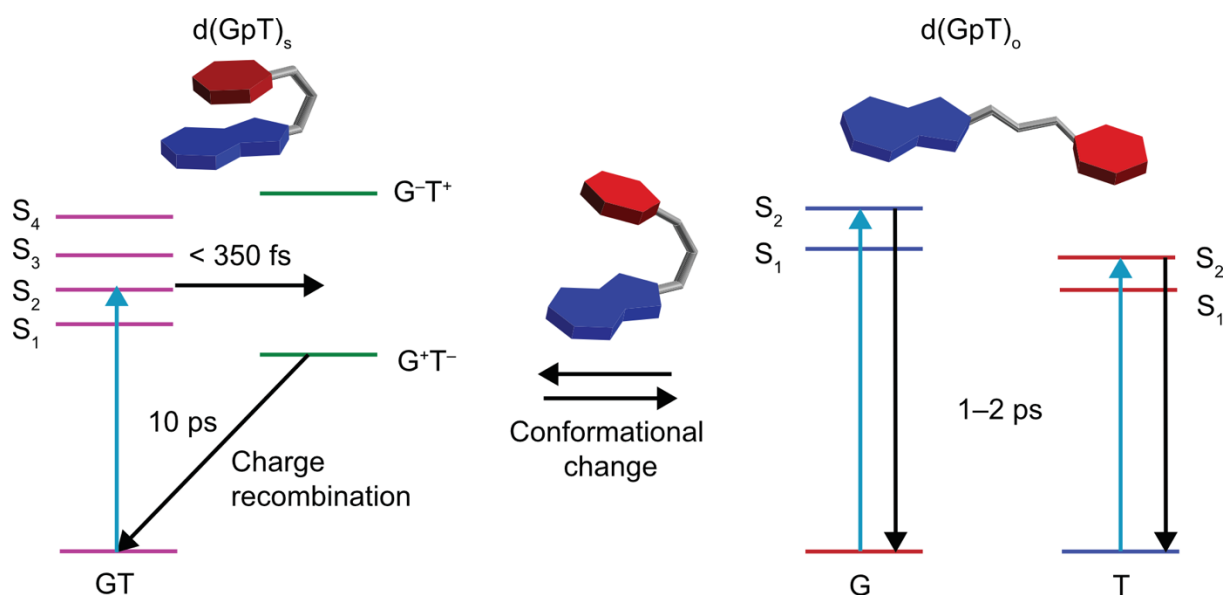 d(GpT)s
d(GpT)o
G⁻T⁺
S₄
S₃
< 350 fs
S₂
S₁
G⁺T⁻
10 ps
Charge
recombination
GT
Conformational
change
S₂
S₁
1–2 ps
S₂
S₁
G
T